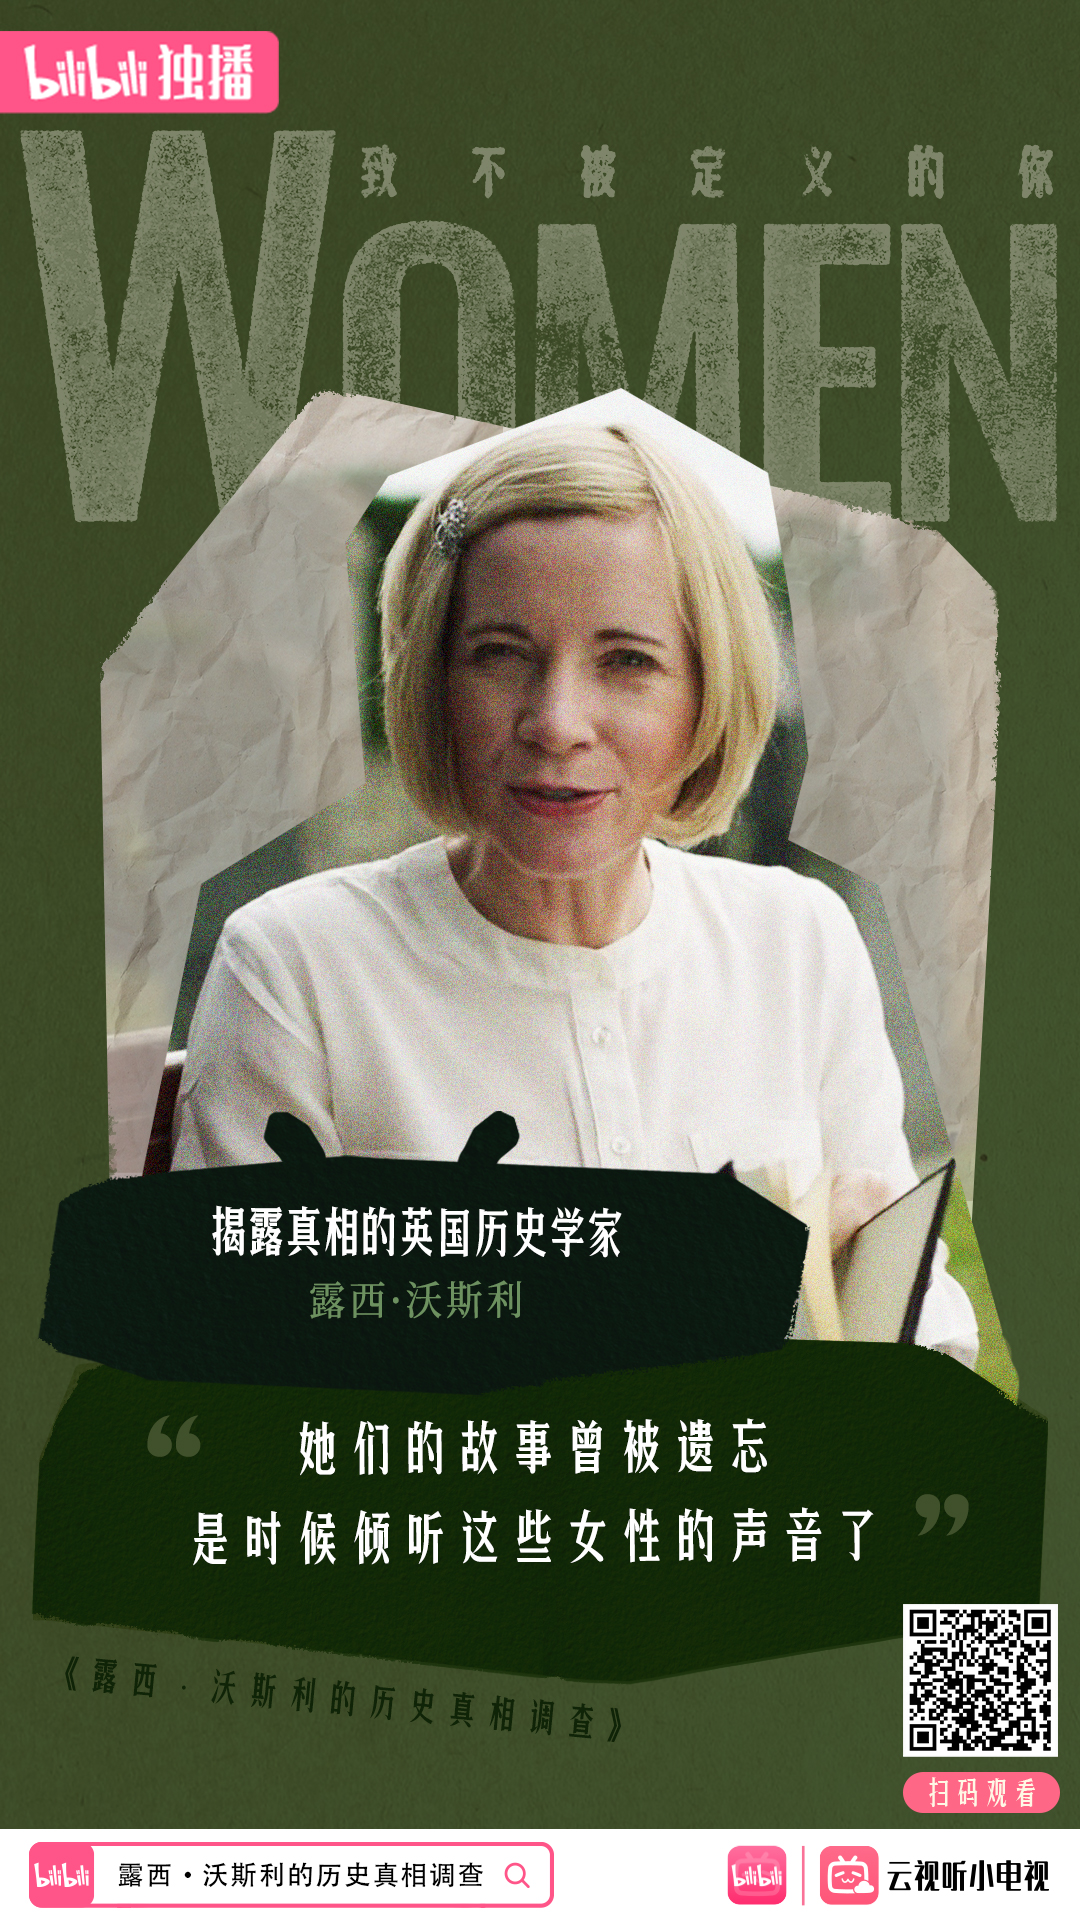 bilibili 独播
致不被定义的你
WOMEN
揭露真相的英国历史学家
露西·沃斯利
“她们的故事曾被遗忘
是时候倾听这些女性的声音了”
《露西·沃斯利的历史真相调查》
扫码观看
bilibili 露西·沃斯利的历史真相调查
bilibili 云视听小电视